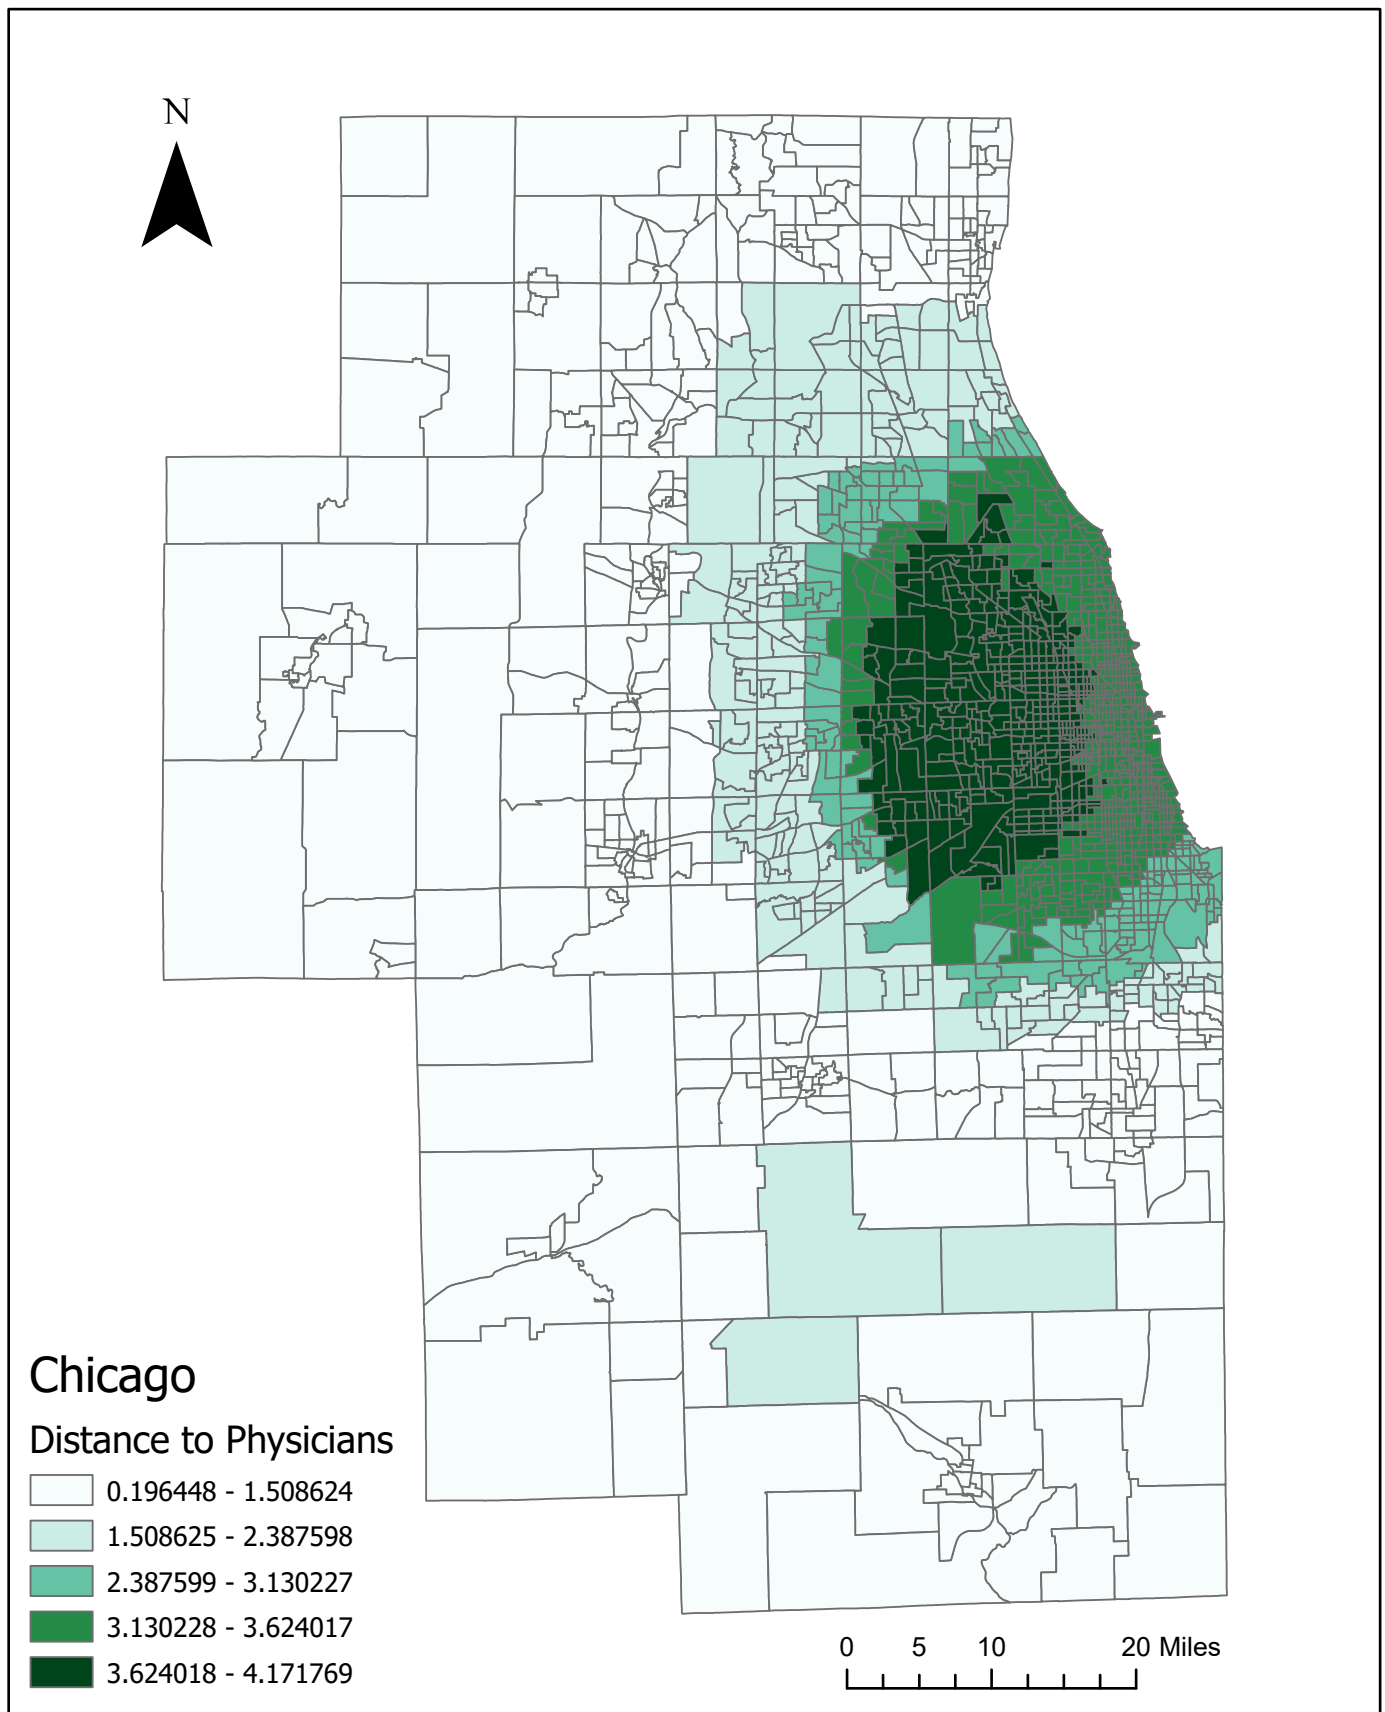 N
Chicago
Distance to Physicians
0.196448 - 1.508624
1.508625 - 2.387598
2.387599 - 3.130227
3.130228 - 3.624017
3.624018 - 4.171769
0 5 10 20 Miles